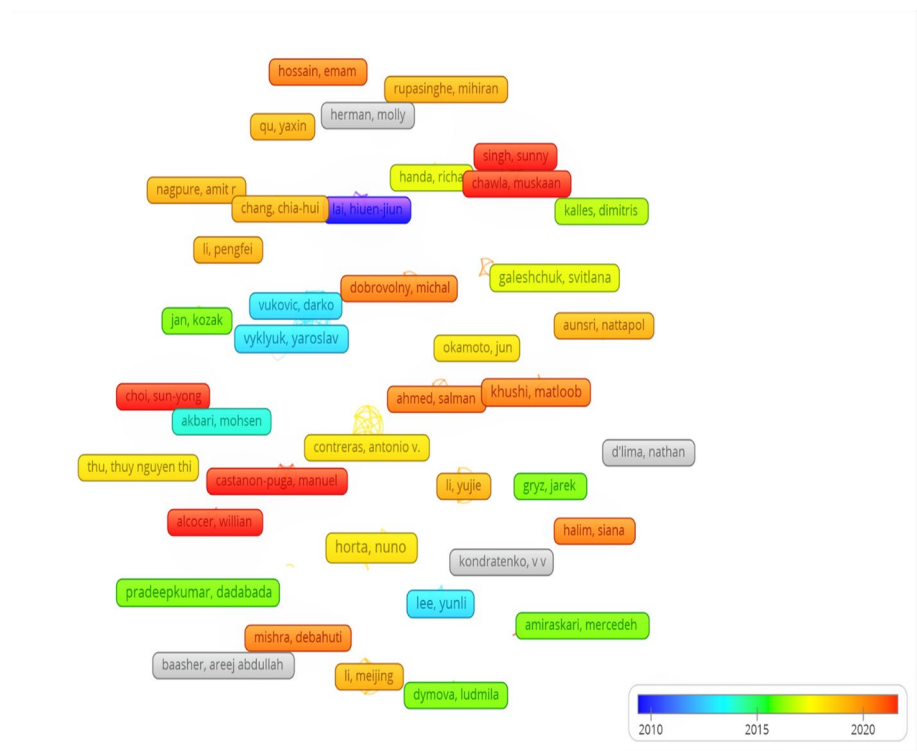 hossain, emam
rupasinghe, mihiran
herman, molly
qu, yaxin
singh, sunny
handa, richa
chawla, muskaan
nagpure, amit r
chang, chia-hui
lai, hiuen-jiun
kalles, dimitris
li, pengfei
galeshchuk, svitlana
dobrovolny, michal
vukovic, darko
jan, kozak
aunsri, nattapol
vyklyuk, yaroslav
okamoto, jun
choi, sun-yong
khushi, matloob
ahmed, salman
akbari, mohsen
contreras, antonio v.
d'lima, nathan
thu, thuy nguyen thi
castanon-puga, manuel
li, yujie
gryz, jarek
alcocer, willian
halim, siana
horta, nuno
kondratenko, v v
pradeepkumar, dadabada
lee, yunli
amiraskari, mercedeh
mishra, debahuti
baasher, areej abdullah
li, meijing
dymova, ludmila
2010 2015 2020